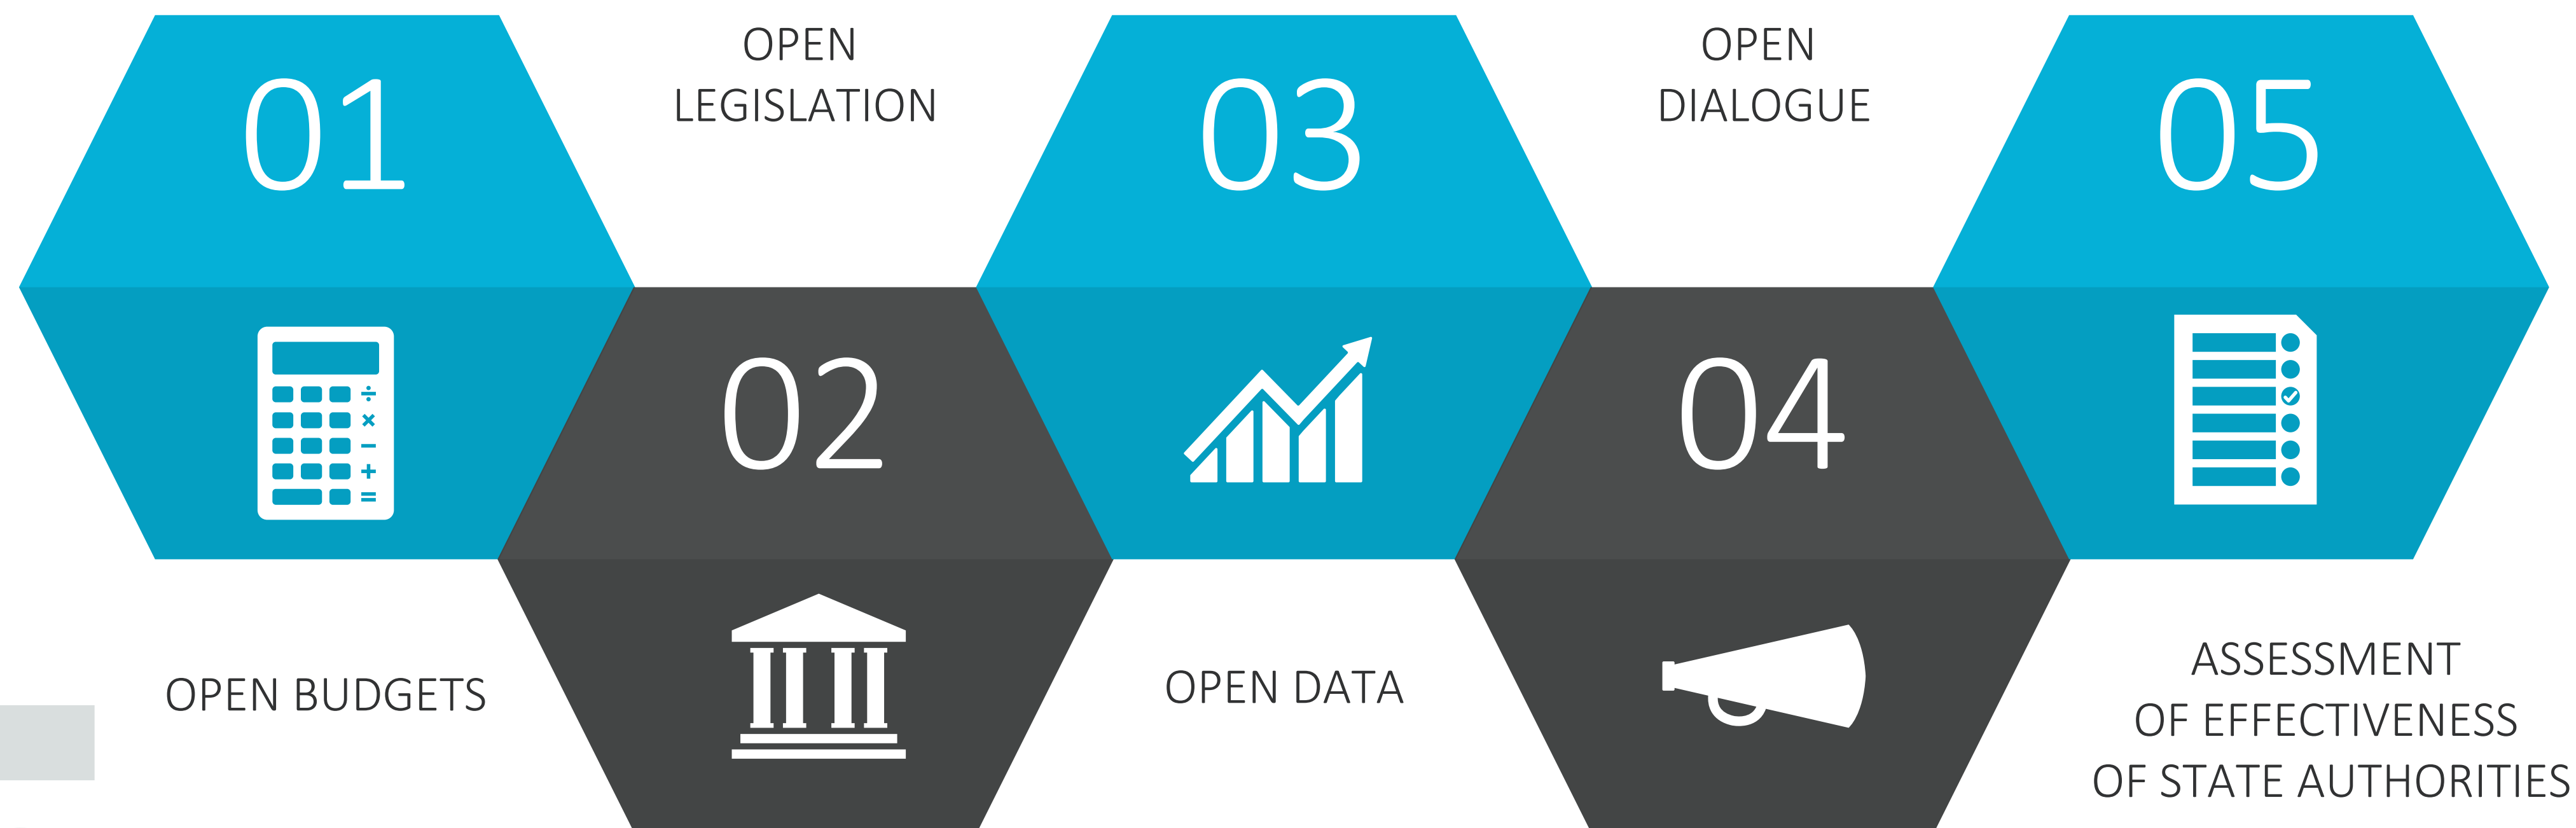 01
OPEN BUDGETS
OPEN
LEGISLATION
02
03
OPEN DATA
OPEN
DIALOGUE
04
05
ASSESSMENT
OF EFFECTIVENESS
OF STATE AUTHORITIES